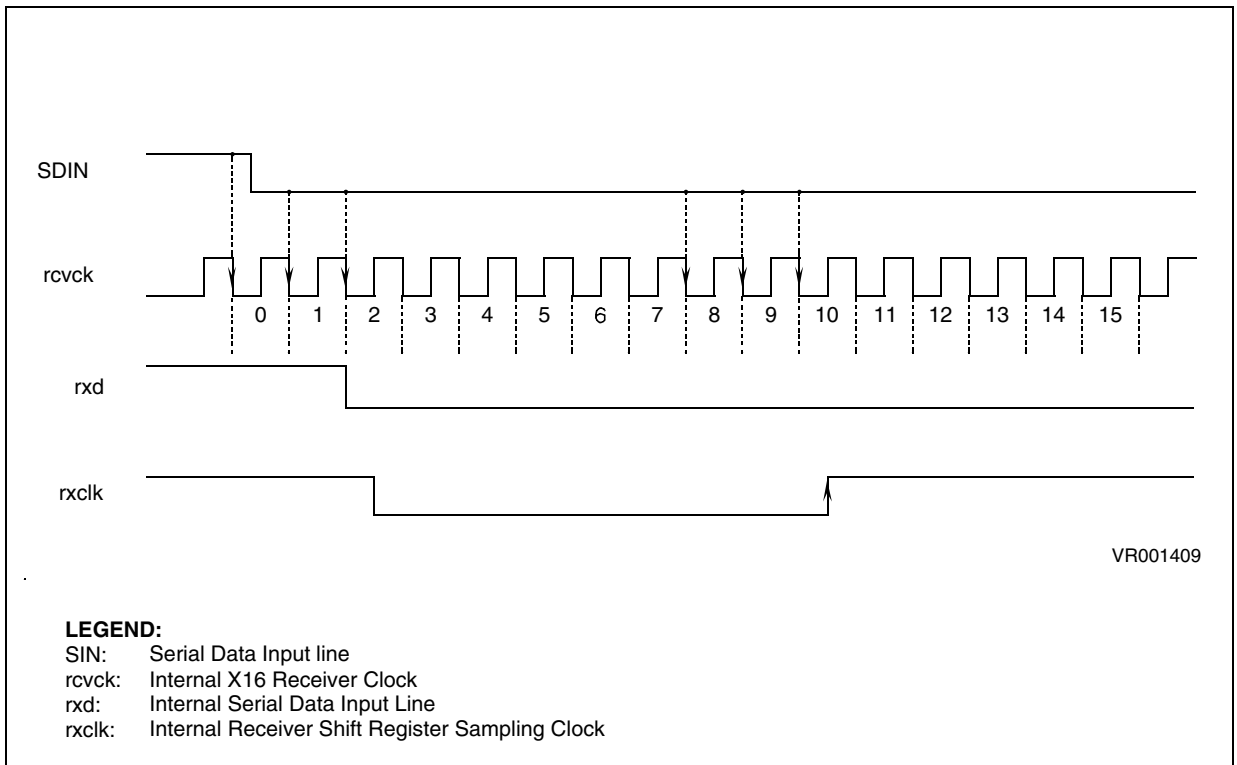 SDIN
rcvck
0 1 2 3 4 5 6 7 8 9 10 11 12 13 14 15
rxd
rxclk
VR001409
.
LEGEND:
SIN: Serial Data Input line
rcvck: Internal X16 Receiver Clock
rxd: Internal Serial Data Input Line
rxclk: Internal Receiver Shift Register Sampling Clock